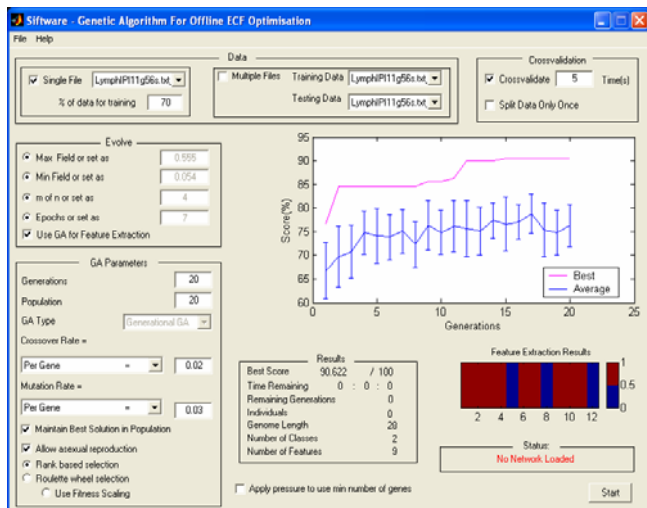 Siftware - Genetic Algorithm For Offline ECF Optimisation
File Help
Data
Single File LymphIPI11g56s.txt,
% of data for training 70
Multiple Files Training Data LymphIPI11g56s.txt,
Testing Data LymphIPI11g56s.txt,
Crossvalidation
Crossvalidate 5 Time(s)
Split Data Only Once
Evolve
Max Field or set as 0.555
Min Field or set as 0.054
m of n or set as 4
Epochs or set as 7
Use GA for Feature Extraction
GA Parameters
Generations 20
Population 20
GA Type Generational GA
Crossover Rate =
Per Gene = 0.02
Mutation Rate =
Per Gene = 0.03
Maintain Best Solution in Population
Allow asexual reproduction
Rank based selection
Roulette wheel selection
Use Fitness Scaling
95
90
85
80
75
70
65
60
Score(%)
0 5 10 15 20 25
Generations
Best
Average
Results
Best Score 90.622 / 100
Time Remaining 0 : 0 : 0
Remaining Generations 0
Individuals 0
Genome Length 20
Number of Classes 2
Number of Features 9
Feature Extraction Results
2 4 6 8 10 12
1
0.5
0
Status:
No Network Loaded
Apply pressure to use min number of genes
Start